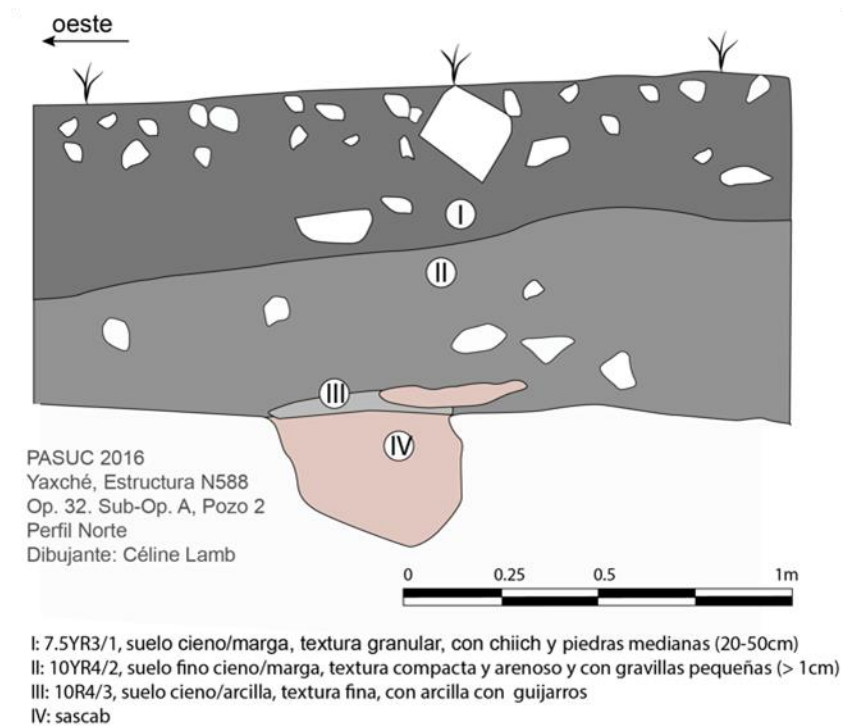 oeste
I
II
III
IV
PASUC 2016
Yaxché, Estructura N588
Op. 32. Sub-Op. A, Pozo 2
Perfil Norte
Dibujante: Céline Lamb
0 0.25 0.5 1m
I: 7.5YR3/1, suelo cieno/marga, textura granular, con chiich y piedras medianas (20-50cm)
II: 10YR4/2, suelo fino cieno/marga, textura compacta y arenoso y con gravillas pequeñas (> 1cm)
III: 10R4/3, suelo cieno/arcilla, textura fina, con arcilla con guijarros
IV: sascab